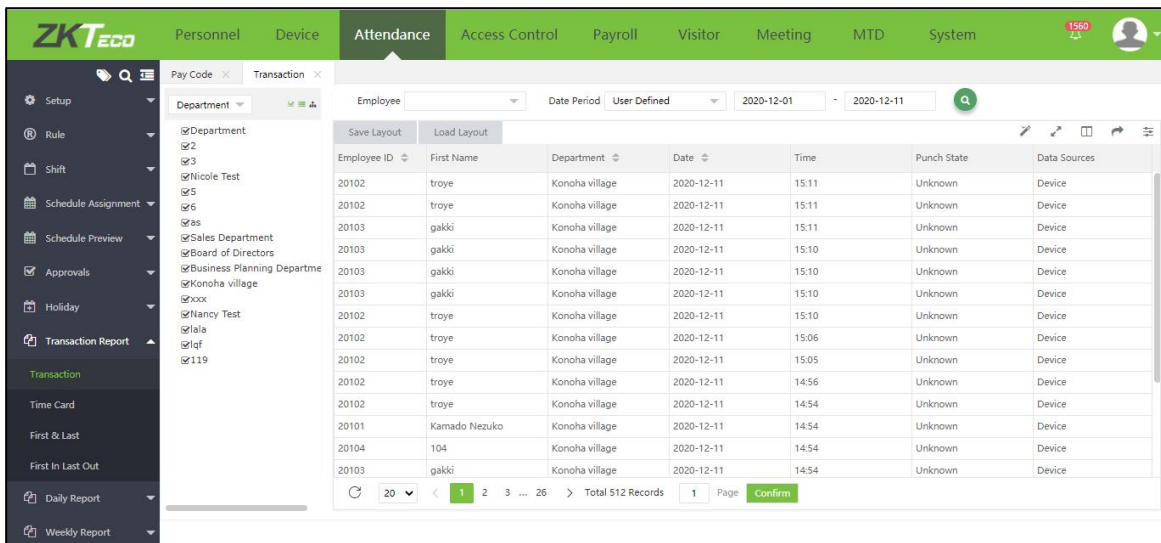 ZKTeco Personnel Device Attendance Access Control Payroll Visitor Meeting MTD System 1560
Pay Code Transaction
Setup
Rule
Shift
Schedule Assignment
Schedule Preview
Approvals
Holiday
Transaction Report
Transaction
Time Card
First & Last
First In Last Out
Daily Report
Weekly Report
Department
Department
2
3
Nicole Test
5
6
as
Sales Department
Board of Directors
Business Planning Departme
Konoha village
xxx
Nancy Test
lala
lqf
119
Employee Date Period User Defined 2020-12-01 - 2020-12-11
Save Layout Load Layout
Employee ID First Name Department Date Time Punch State Data Sources
20102 troye Konoha village 2020-12-11 15:11 Unknown Device
20102 troye Konoha village 2020-12-11 15:11 Unknown Device
20103 gakki Konoha village 2020-12-11 15:11 Unknown Device
20103 gakki Konoha village 2020-12-11 15:10 Unknown Device
20103 gakki Konoha village 2020-12-11 15:10 Unknown Device
20103 gakki Konoha village 2020-12-11 15:10 Unknown Device
20102 troye Konoha village 2020-12-11 15:10 Unknown Device
20102 troye Konoha village 2020-12-11 15:06 Unknown Device
20102 troye Konoha village 2020-12-11 15:05 Unknown Device
20102 troye Konoha village 2020-12-11 14:56 Unknown Device
20102 troye Konoha village 2020-12-11 14:54 Unknown Device
20101 Kamado Nezuko Konoha village 2020-12-11 14:54 Unknown Device
20104 104 Konoha village 2020-12-11 14:54 Unknown Device
20103 gakki Konoha village 2020-12-11 14:54 Unknown Device
20 < 1 2 3 ... 26 > Total 512 Records 1 Page Confirm